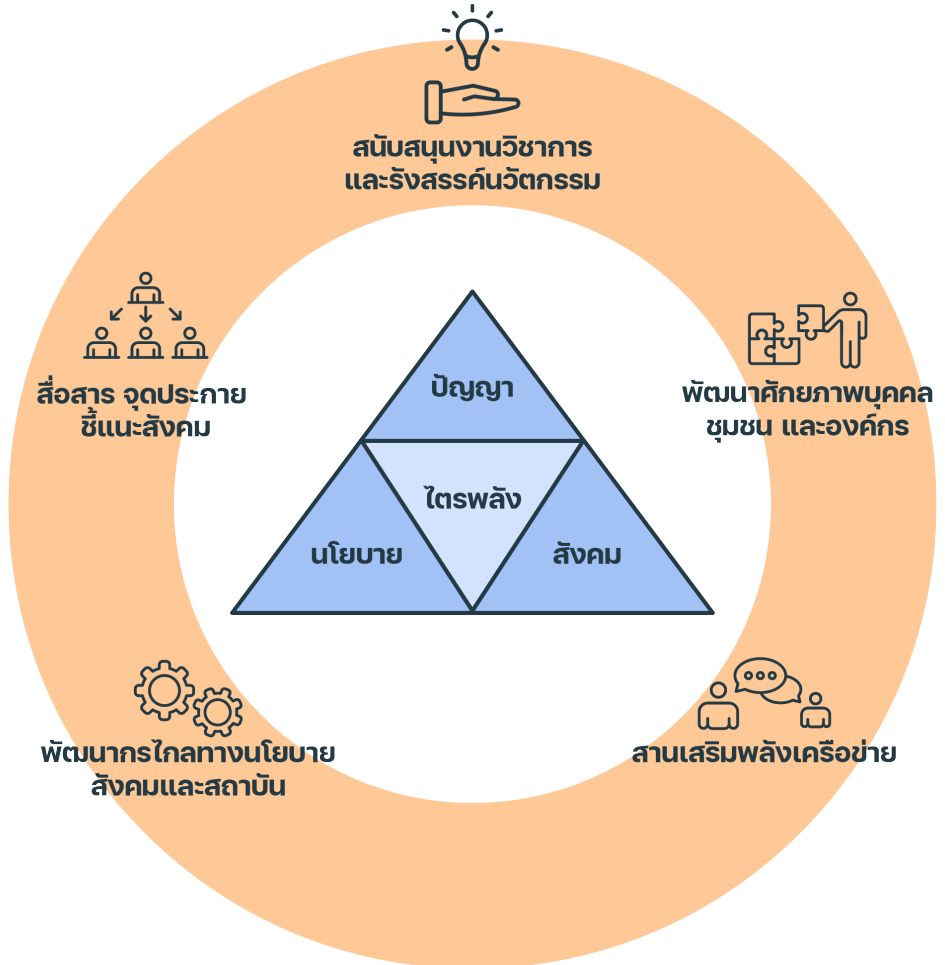 สนับสนุนงานวิชาการ
และรังสรรค์นวัตกรรม
สื่อสาร จุดประกาย
ชี้แนะสังคม
พัฒนาศักยภาพบุคคล
ชุมชน และองค์กร
ปัญญา
ไตรพลัง
นโยบาย
สังคม
พัฒนากรไกลทางนโยบาย
สังคมและสถาบัน
สานเสริมพลังเครือข่าย